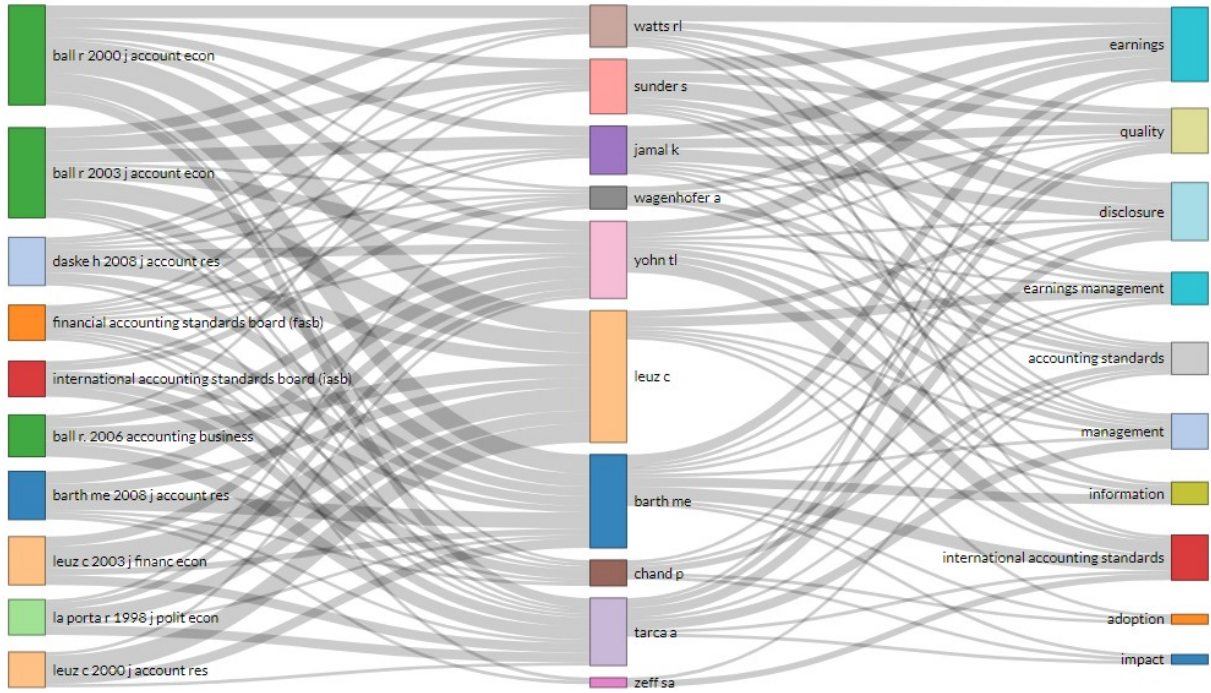 ball r 2000 j account econ
ball r 2003 j account econ
daske h 2008 j account res
financial accounting standards board (fasb)
international accounting standards board (iasb)
ball r. 2006 accounting business
barth me 2008 j account res
leuz c 2003 j financ econ
la porta r 1998 j polit econ
leuz c 2000 j account res
watts rl
sunder s
jamal k
wagenhofer a
yohn tl
leuz c
barth me
chand p
tarca a
zeff sa
earnings
quality
disclosure
earnings management
accounting standards
management
information
international accounting standards
adoption
impact